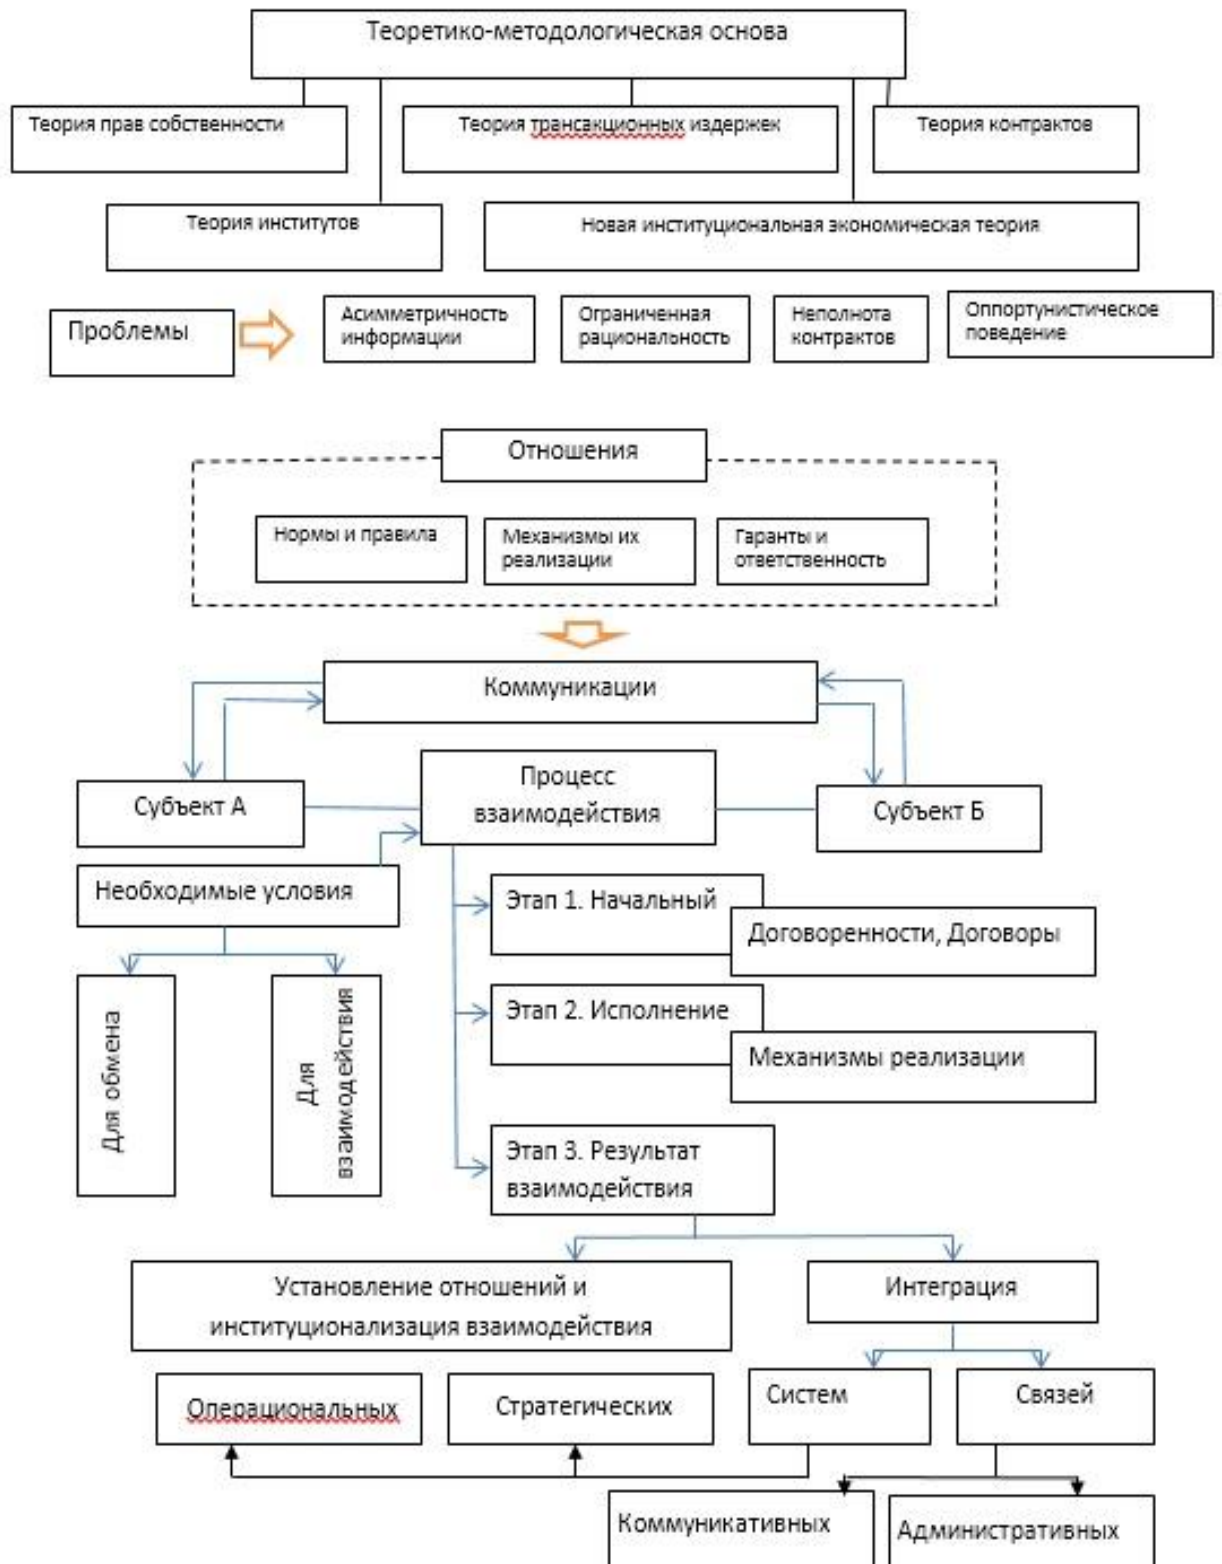 Теоретико-методологическая основа
Теория прав собственности
Теория трансакционных издержек
Теория контрактов
Теория институтов
Новая институциональная экономическая теория
Проблемы
Асимметричность
информации
Ограниченная
рациональность
Неполнота
контрактов
Оппортунистическое
поведение
Отношения
Нормы и правила
Механизмы их
реализации
Гаранты и
ответственность
Коммуникации
Субъект А
Процесс
взаимодействия
Субъект Б
Необходимые условия
Для обмена
Для
взаимодействия
Этап 1. Начальный
Договоренности, Договоры
Этап 2. Исполнение
Механизмы реализации
Этап 3. Результат
взаимодействия
Установление отношений и
институционализация взаимодействия
Интеграция
Операциональных
Стратегических
Систем
Связей
Коммуникативных
Административных